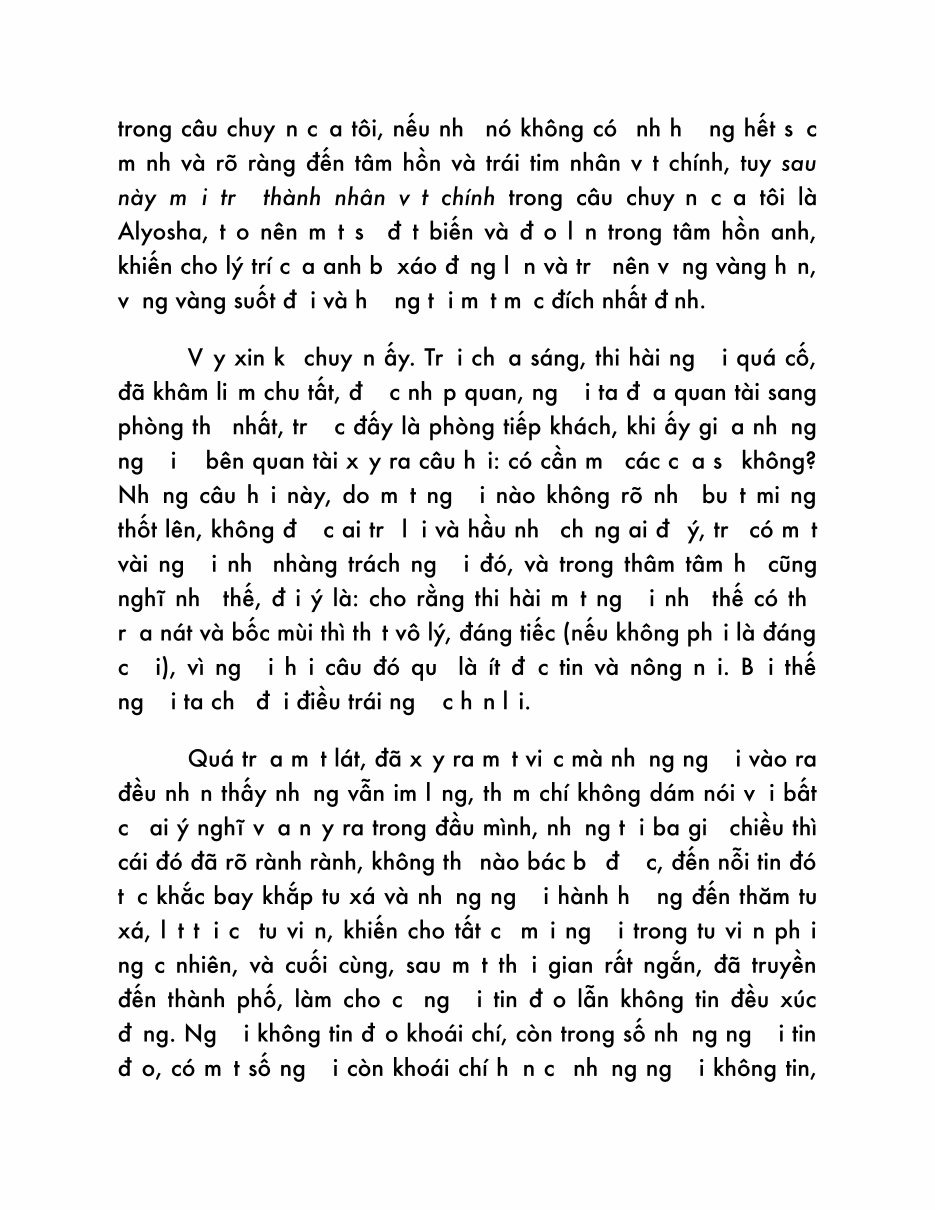 trong câu chuy n c a tôi, nếu nh nó không có nh h ng hết s c
m nh và rõ ràng đến tâm hồn và trái tim nhân v t chính, tuy sau
này m i tr thành nhân v t chính trong câu chuy n c a tôi là
Alyosha, t o nên m t s đ t biến và đ o l n trong tâm hồn anh,
khiến cho lý trí c a anh b xáo đ ng l n và tr nên v ng vàng h n,
v ng vàng suốt đ i và h ng t i m t m c đích nhất đ nh.
V y xin k chuy n ấy. Tr i ch a sáng, thi hài ng i quá cố,
đã khâm li m chu tất, đ c nh p quan, ng i ta đ a quan tài sang
phòng th nhất, tr c đấy là phòng tiếp khách, khi ấy gi a nh ng
ng i bên quan tài x y ra câu h i: có cần m các c a s không?
Nh ng câu h i này, do m t ng i nào không rõ nh bu t mi ng
thốt lên, không đ c ai tr l i và hầu nh ch ng ai đ ý, tr có m t
vài ng i nh nhàng trách ng i đó, và trong thâm tâm h cũng
nghĩ nh thế, đ i ý là: cho rằng thi hài m t ng i nh thế có th
r a nát và bốc mùi thì th t vô lý, đáng tiếc (nếu không ph i là đáng
c i), vì ng i h i câu đó qu là ít đ c tin và nông n i. B i thế
ng i ta ch đ i điều trái ng c h n l i.
Quá tr a m t lát, đã x y ra m t vi c mà nh ng ng i vào ra
đều nh n thấy nh ng vẫn im l ng, th m chí không dám nói v i bất
c ai ý nghĩ v a n y ra trong đầu mình, nh ng t i ba gi chiều thì
cái đó đã rõ rành rành, không th nào bác b đ c, đến nỗi tin đó
t c khắc bay khắp tu xá và nh ng ng i hành h ng đến thăm tu
xá, l t t i c tu vi n, khiến cho tất c m i ng i trong tu vi n ph i
ng c nhiên, và cuối cùng, sau m t th i gian rất ngắn, đã truyền
đến thành phố, làm cho c ng i tin đ o lẫn không tin đều xúc
đ ng. Ng i không tin đ o khoái chí, còn trong số nh ng ng i tin
đ o, có m t số ng i còn khoái chí h n c nh ng ng i không tin,